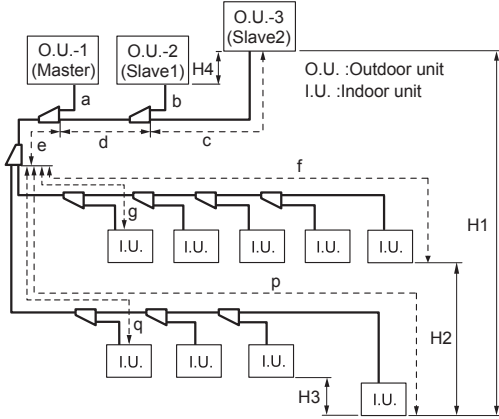 O.U.-3
(Slave2)
O.U.-1
(Master)
O.U.-2
(Slave1)
H4
O.U. :Outdoor unit
I.U. :Indoor unit
a
b
e
d
c
f
H1
g
I.U.
I.U.
I.U.
I.U.
I.U.
p
H2
q
I.U.
I.U.
I.U.
H3
I.U.